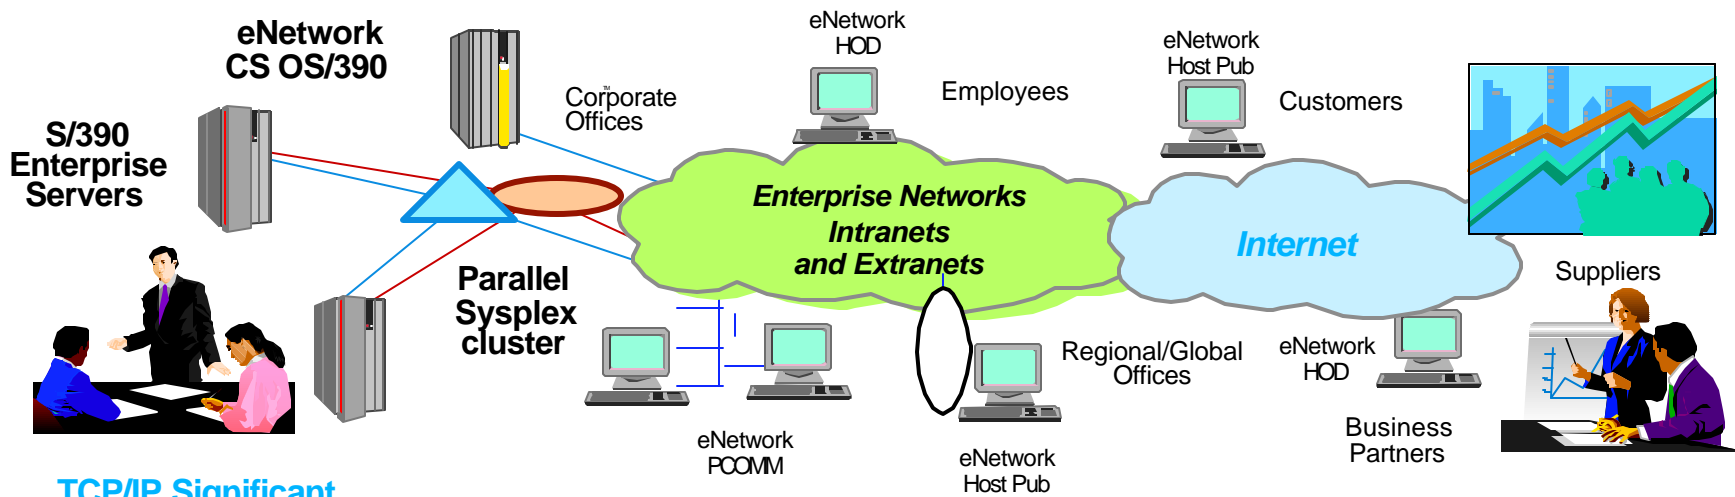 eNetwork
CS OS/390
S/390
Enterprise
Servers
Corporate
Offices
TM
eNetwork
HOD
Employees
eNetwork
Host Pub
Customers
Enterprise Networks
Intranets
and Extranets
Internet
Parallel
Sysplex
cluster
Suppliers
Regional/Global
Offices
eNetwork
HOD
Business
Partners
eNetwork
PCOMM
eNetwork
Host Pub
TCP/IP Significant